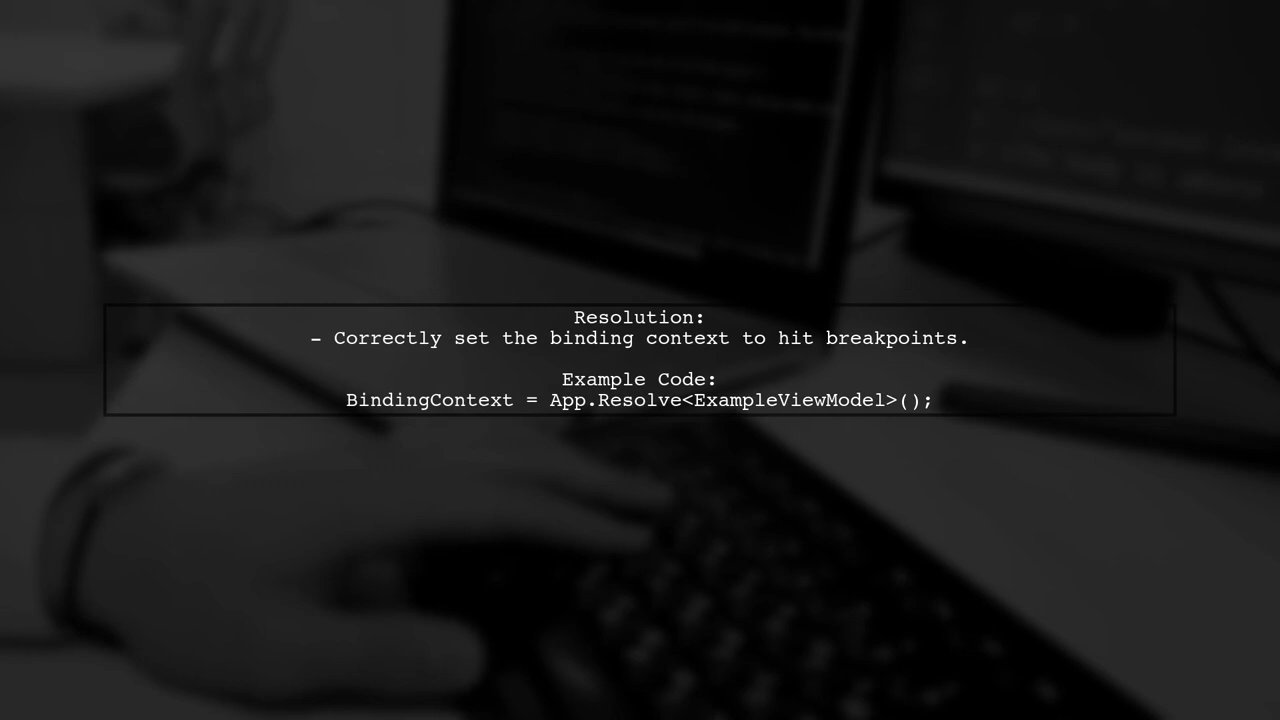 Resolution:
- Correctly set the binding context to hit breakpoints.
Example Code:
BindingContext = App.Resolve<ExampleViewModel>();